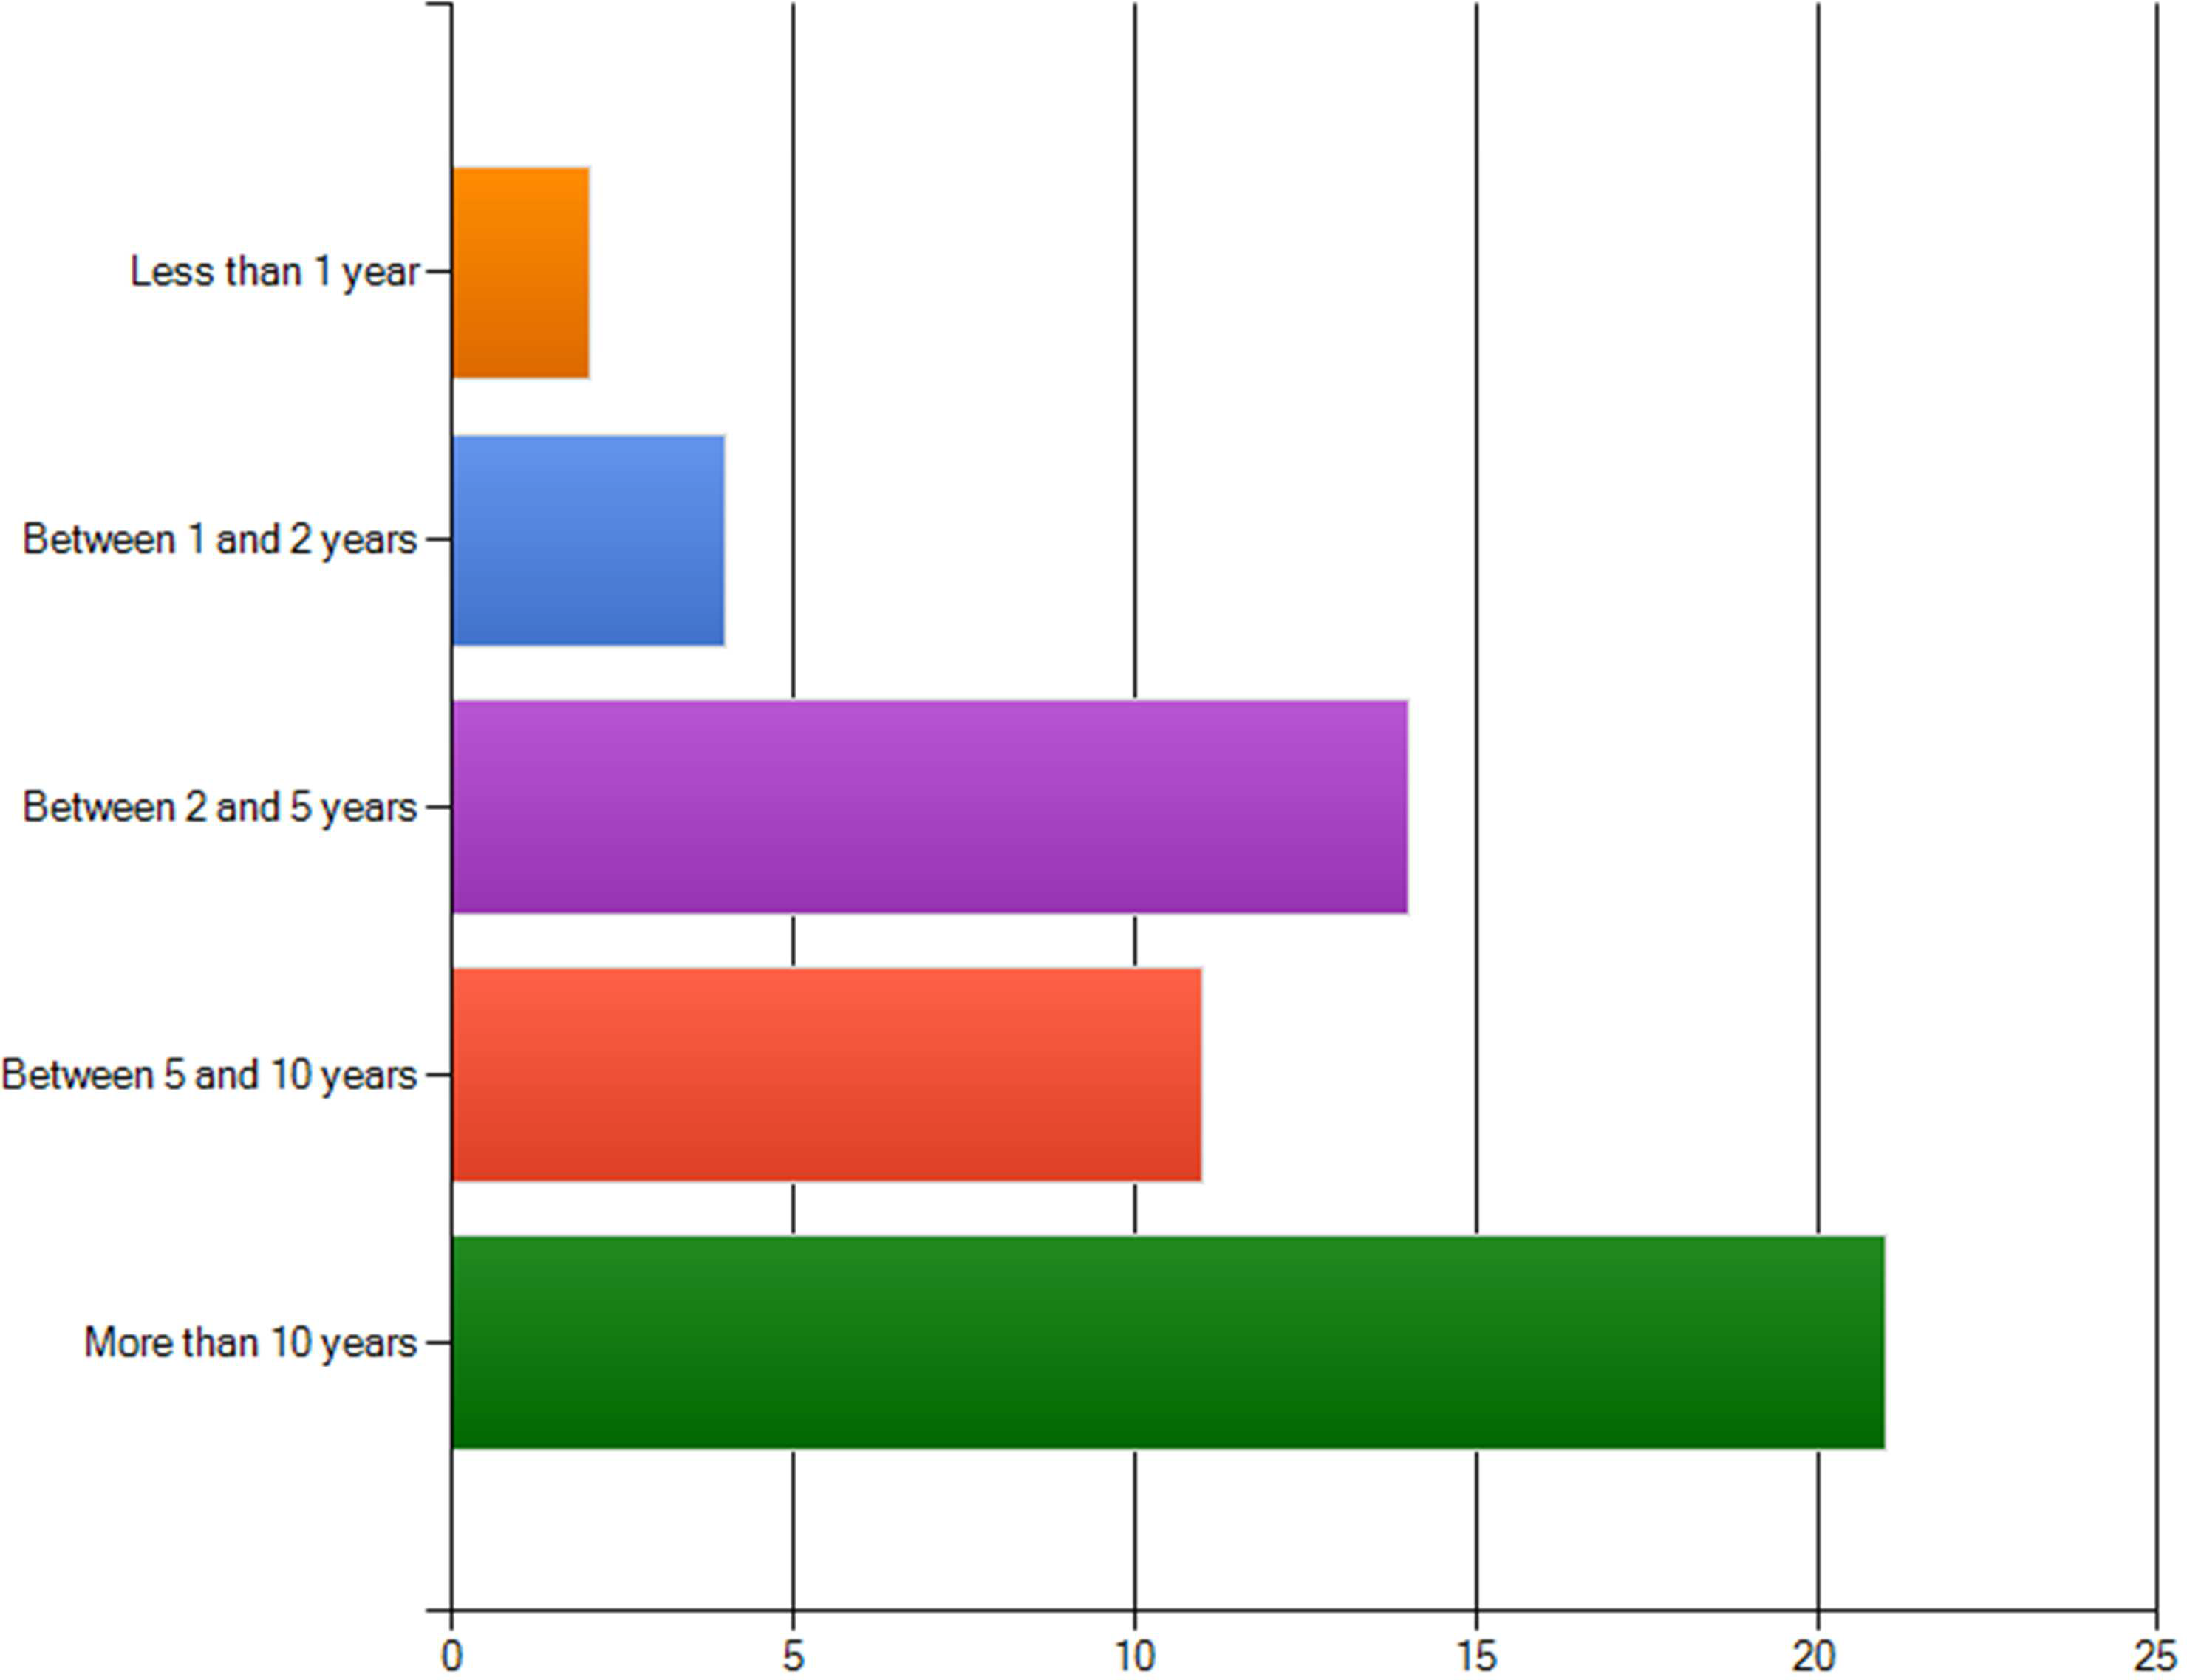 Less than 1 year
Between 1 and 2 years
Between 2 and 5 years
Between 5 and 10 years
More than 10 years
0 5 10 15 20 25